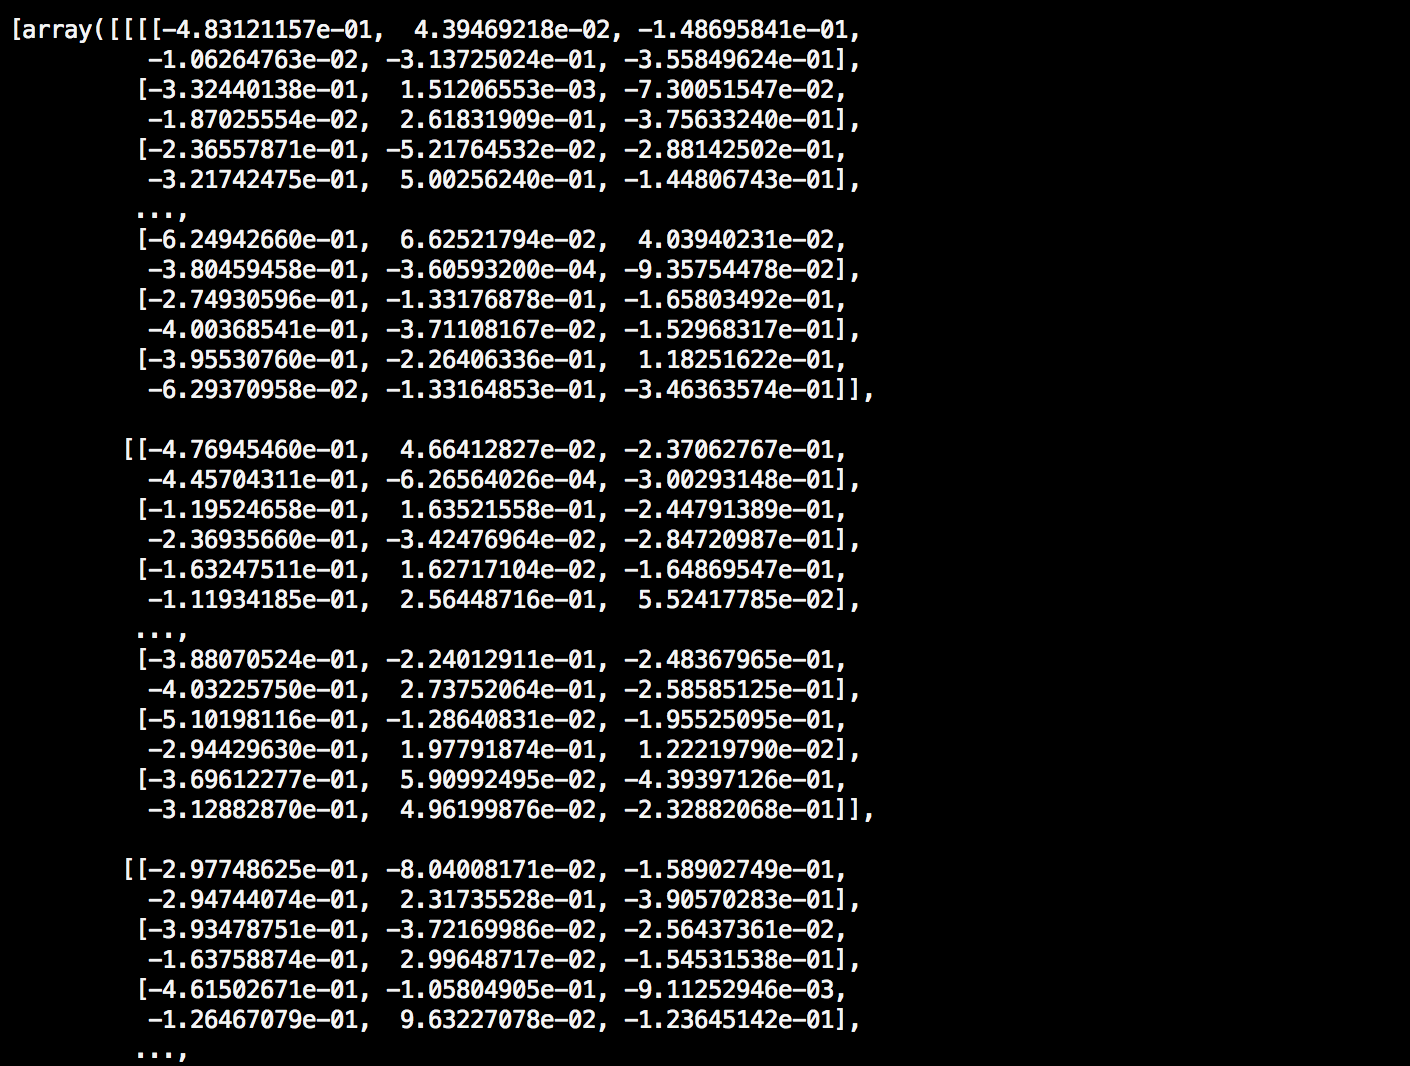 [array([[[[-4.83121157e-01,  4.39469218e-02, -1.48695841e-01,
-1.06264763e-02, -3.13725024e-01, -3.55849624e-01],
[-3.32440138e-01,  1.51206553e-03, -7.30051547e-02,
-1.87025554e-02,  2.61831909e-01, -3.75633240e-01],
[-2.36557871e-01, -5.21764532e-02, -2.88142502e-01,
-3.21742475e-01,  5.00256240e-01, -1.44806743e-01],
...,
[-6.24942660e-01,  6.62521794e-02,  4.03940231e-02,
-3.80459458e-01, -3.60593200e-04, -9.35754478e-02],
[-2.74930596e-01, -1.33176878e-01, -1.65803492e-01,
-4.00368541e-01, -3.71108167e-02, -1.52968317e-01],
[-3.95530760e-01, -2.26406336e-01,  1.18251622e-01,
-6.29370958e-02, -1.33164853e-01, -3.46363574e-01]],
[[-4.76945460e-01,  4.66412827e-02, -2.37062767e-01,
-4.45704311e-01, -6.26564026e-04, -3.00293148e-01],
[-1.19524658e-01,  1.63521558e-01, -2.44791389e-01,
-2.36935660e-01, -3.42476964e-02, -2.84720987e-01],
[-1.63247511e-01,  1.62717104e-02, -1.64869547e-01,
-1.11934185e-01,  2.56448716e-01,  5.52417785e-02],
...,
[-3.88070524e-01, -2.24012911e-01, -2.48367965e-01,
-4.03225750e-01,  2.73752064e-01, -2.58585125e-01],
[-5.10198116e-01, -1.28640831e-02, -1.95525095e-01,
-2.94429630e-01,  1.97791874e-01,  1.22219790e-02],
[-3.69612277e-01,  5.90992495e-02, -4.39397126e-01,
-3.12882870e-01,  4.96199876e-02, -2.32882068e-01]],
[[-2.97748625e-01, -8.04008171e-02, -1.58902749e-01,
-2.94744074e-01,  2.31735528e-01, -3.90570283e-01],
[-3.93478751e-01, -3.72169986e-02, -2.56437361e-02,
-1.63758874e-01,  2.99648717e-02, -1.54531538e-01],
[-4.61502671e-01, -1.05804905e-01, -9.11252946e-03,
-1.26467079e-01,  9.63227078e-02, -1.23645142e-01],
...,